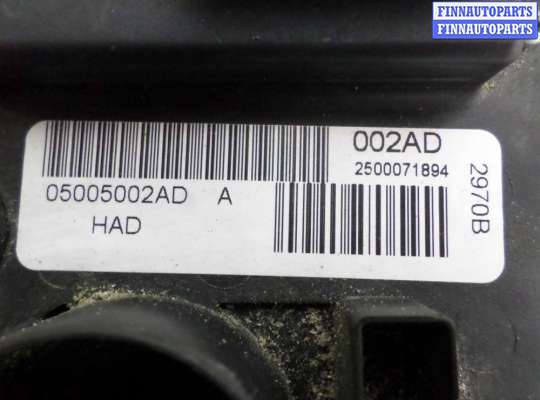 FINNAUTOPARTS
FINNAUTOPARTS
002AD
2500071894
05005002AD A
HAD
2970B